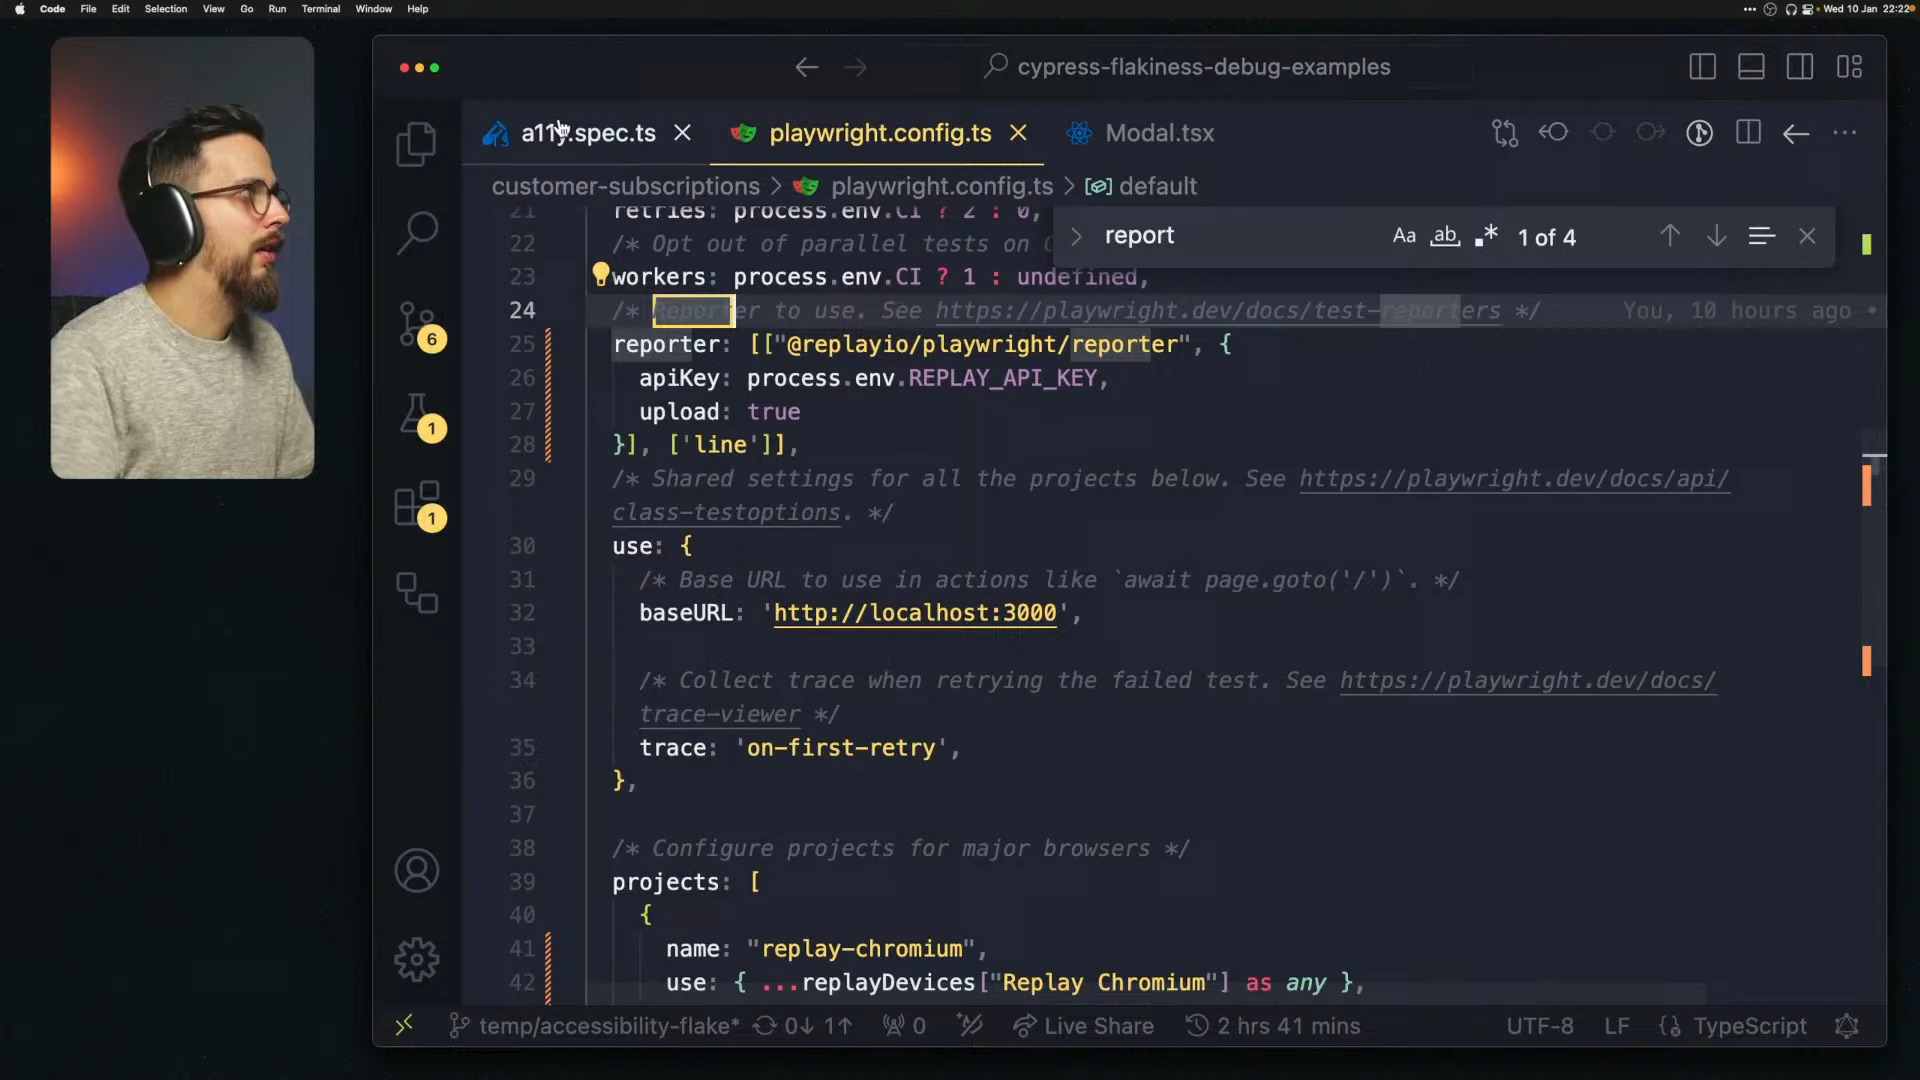 Code File Edit Selection View Go Run Terminal Window Help
Wed 10 Jan 22:22
cypress-flakiness-debug-examples
a11y.spec.ts playwright.config.ts Modal.tsx
customer-subscriptions > playwright.config.ts > default
report Aa ab 1 of 4
21 retries: process.env.CI ? 2 : 0,
22 /* Opt out of parallel tests on C
23 workers: process.env.CI ? 1 : undefined,
24 /* Reporter to use. See https://playwright.dev/docs/test-reporters */ You, 10 hours ago •
25 reporter: [["@replayio/playwright/reporter", {
26 apiKey: process.env.REPLAY_API_KEY,
27 upload: true
28 }], ['line']],
29 /* Shared settings for all the projects below. See https://playwright.dev/docs/api/
class-testoptions. */
30 use: {
31 /* Base URL to use in actions like `await page.goto('/')`. */
32 baseURL: 'http://localhost:3000',
33
34 /* Collect trace when retrying the failed test. See https://playwright.dev/docs/
trace-viewer */
35 trace: 'on-first-retry',
36 },
37
38 /* Configure projects for major browsers */
39 projects: [
40 {
41 name: "replay-chromium",
42 use: { ...replayDevices["Replay Chromium"] as any },
6
1
1
temp/accessibility-flake* 0↓ 1↑ 0 Live Share 2 hrs 41 mins UTF-8 LF TypeScript